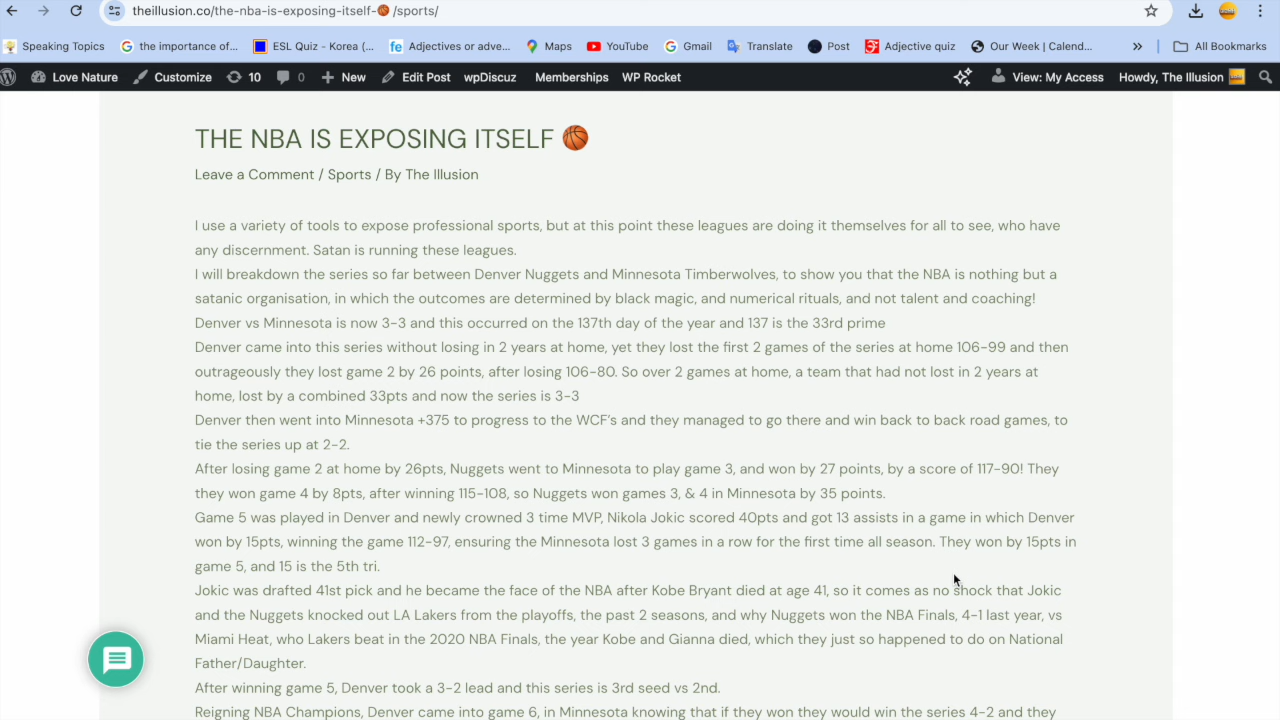 theillusion.co/the-nba-is-exposing-itself-🏀 /sports/
Speaking Topics the importance of... ESL Quiz - Korea (... Adjectives or adve... Maps YouTube Gmail Translate Post Adjective quiz Our Week | Calend... » All Bookmarks
Love Nature Customize 10 0 New Edit Post wpDiscuz Memberships WP Rocket View: My Access Howdy, The Illusion
THE NBA IS EXPOSING ITSELF 🏀
Leave a Comment / Sports / By The Illusion
I use a variety of tools to expose professional sports, but at this point these leagues are doing it themselves for all to see, who have
any discernment. Satan is running these leagues.
I will breakdown the series so far between Denver Nuggets and Minnesota Timberwolves, to show you that the NBA is nothing but a
satanic organisation, in which the outcomes are determined by black magic, and numerical rituals, and not talent and coaching!
Denver vs Minnesota is now 3-3 and this occurred on the 137th day of the year and 137 is the 33rd prime
Denver came into this series without losing in 2 years at home, yet they lost the first 2 games of the series at home 106-99 and then
outrageously they lost game 2 by 26 points, after losing 106-80. So over 2 games at home, a team that had not lost in 2 years at
home, lost by a combined 33pts and now the series is 3-3
Denver then went into Minnesota +375 to progress to the WCF's and they managed to go there and win back to back road games, to
tie the series up at 2-2.
After losing game 2 at home by 26pts, Nuggets went to Minnesota to play game 3, and won by 27 points, by a score of 117-90! They
they won game 4 by 8pts, after winning 115-108, so Nuggets won games 3, & 4 in Minnesota by 35 points.
Game 5 was played in Denver and newly crowned 3 time MVP, Nikola Jokic scored 40pts and got 13 assists in a game in which Denver
won by 15pts, winning the game 112-97, ensuring the Minnesota lost 3 games in a row for the first time all season. They won by 15pts in
game 5, and 15 is the 5th tri.
Jokic was drafted 41st pick and he became the face of the NBA after Kobe Bryant died at age 41, so it comes as no shock that Jokic
and the Nuggets knocked out LA Lakers from the playoffs, the past 2 seasons, and why Nuggets won the NBA Finals, 4-1 last year, vs
Miami Heat, who Lakers beat in the 2020 NBA Finals, the year Kobe and Gianna died, which they just so happened to do on National
Father/Daughter.
After winning game 5, Denver took a 3-2 lead and this series is 3rd seed vs 2nd.
Reigning NBA Champions, Denver came into game 6, in Minnesota knowing that if they won they would win the series 4-2 and they